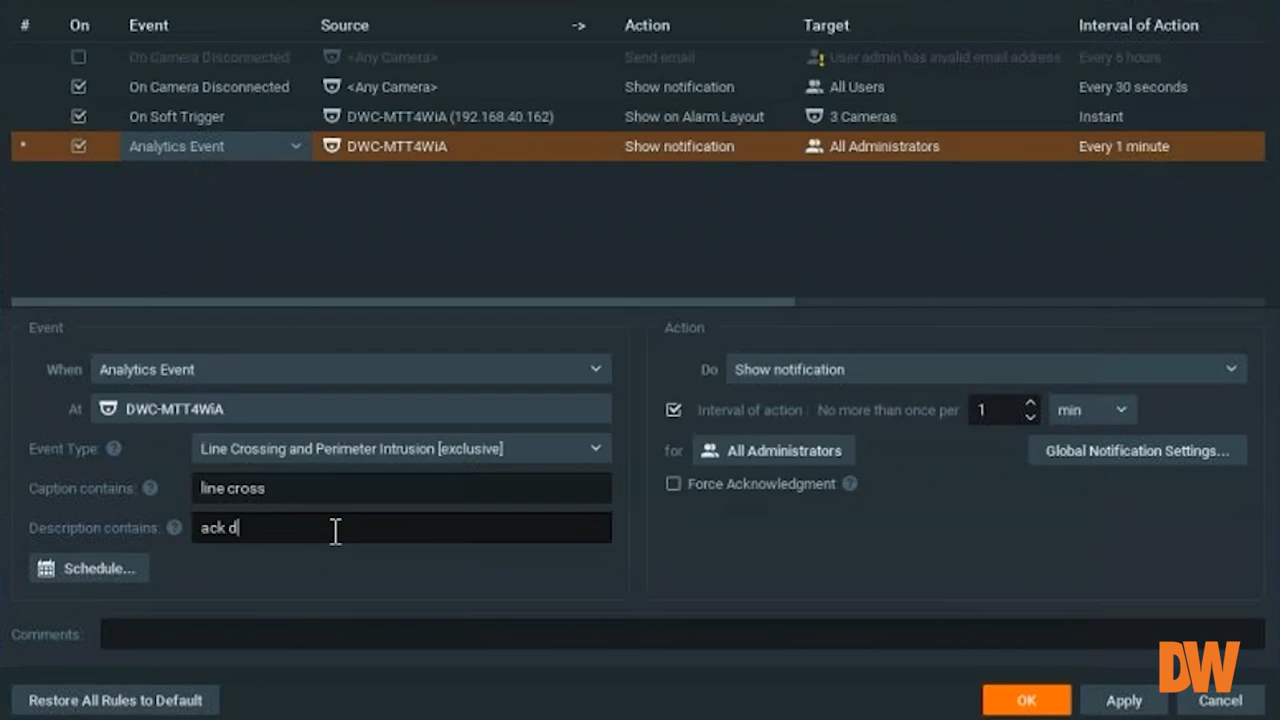 # On Event Source -> Action Target Interval of Action
On Camera Disconnected <Any Camera> Send email User admin has invalid email address Every 6 hours
On Camera Disconnected <Any Camera> Show notification All Users Every 30 seconds
On Soft Trigger DWC-MTT4WiA (192.168.40.162) Show on Alarm Layout 3 Cameras Instant
* Analytics Event DWC-MTT4WiA Show notification All Administrators Every 1 minute
Event
When Analytics Event
At DWC-MTT4WiA
Event Type: ? Line Crossing and Perimeter Intrusion [exclusive]
Caption contains: ? line cross
Description contains: ? ack d
Schedule...
Action
Do Show notification
Interval of action No more than once per 1 min
for All Administrators Global Notification Settings...
Force Acknowledgment ?
Comments:
DW
Restore All Rules to Default OK Apply Cancel